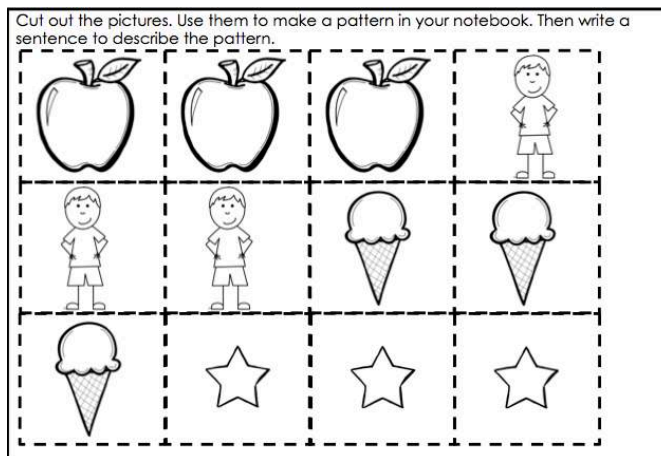 Cut out the pictures. Use them to make a pattern in your notebook. Then write a
sentence to describe the pattern.